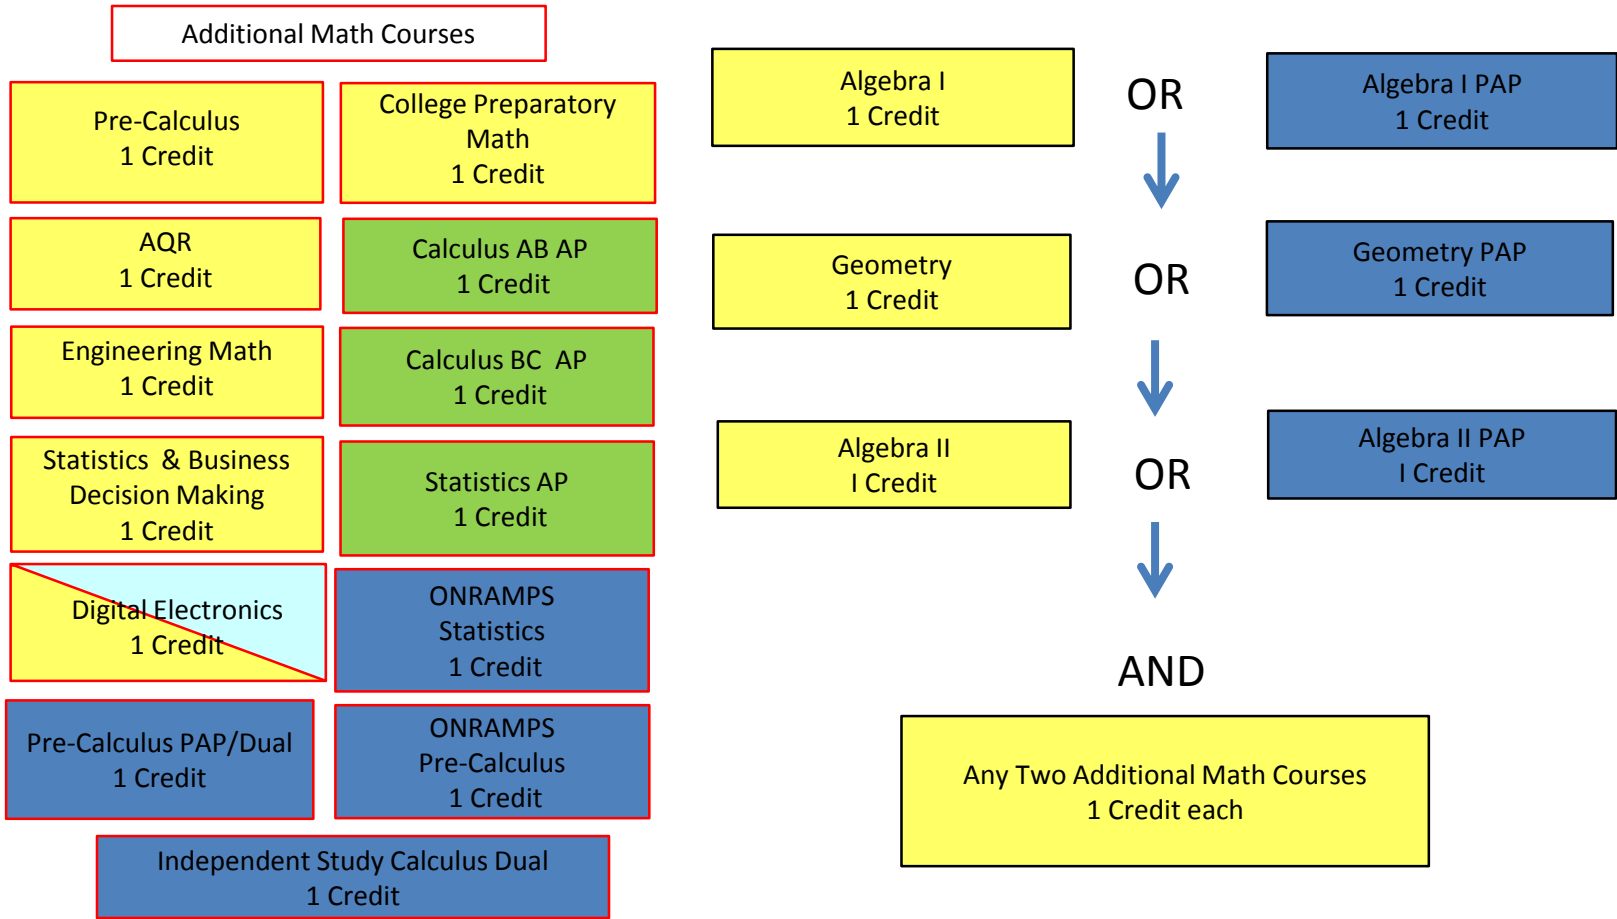 Additional Math Courses
Pre-Calculus
1 Credit
College Preparatory
Math
1 Credit
AQR
1 Credit
Calculus AB AP
1 Credit
Engineering Math
1 Credit
Calculus BC  AP
1 Credit
Statistics  & Business
Decision Making
1 Credit
Statistics AP
1 Credit
Digital Electronics
1 Credit
ONRAMPS
Statistics
1 Credit
Pre-Calculus PAP/Dual
1 Credit
ONRAMPS
Pre-Calculus
1 Credit
Independent Study Calculus Dual
1 Credit
Algebra I
1 Credit
OR
Algebra I PAP
1 Credit
Geometry
1 Credit
OR
Geometry PAP
1 Credit
Algebra II
I Credit
OR
Algebra II PAP
I Credit
AND
Any Two Additional Math Courses
1 Credit each